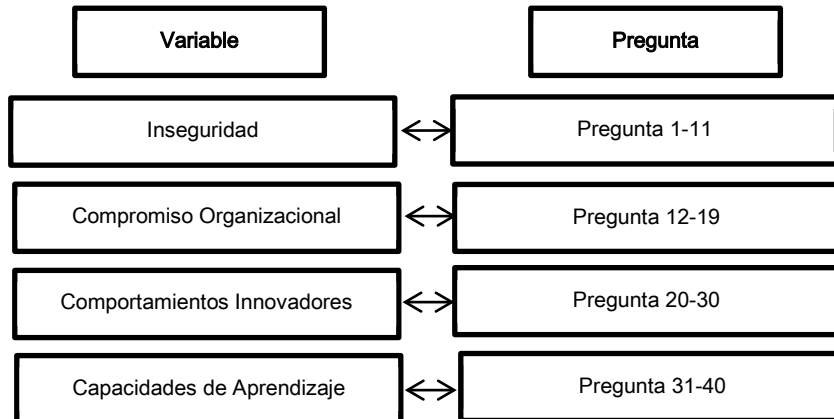 Variable
Pregunta
Inseguridad
Pregunta 1-11
Compromiso Organizacional
Pregunta 12-19
Comportamientos Innovadores
Pregunta 20-30
Capacidades de Aprendizaje
Pregunta 31-40